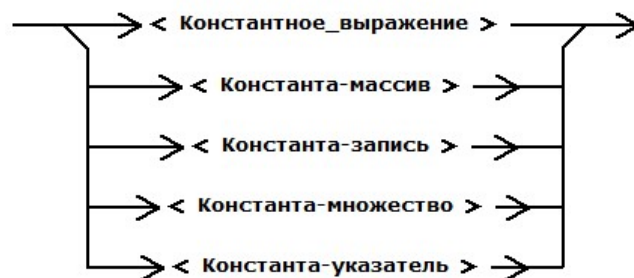 < Константное_выражение >
< Константа-массив >
< Константа-запись >
< Константа-множество >
< Константа-указатель >